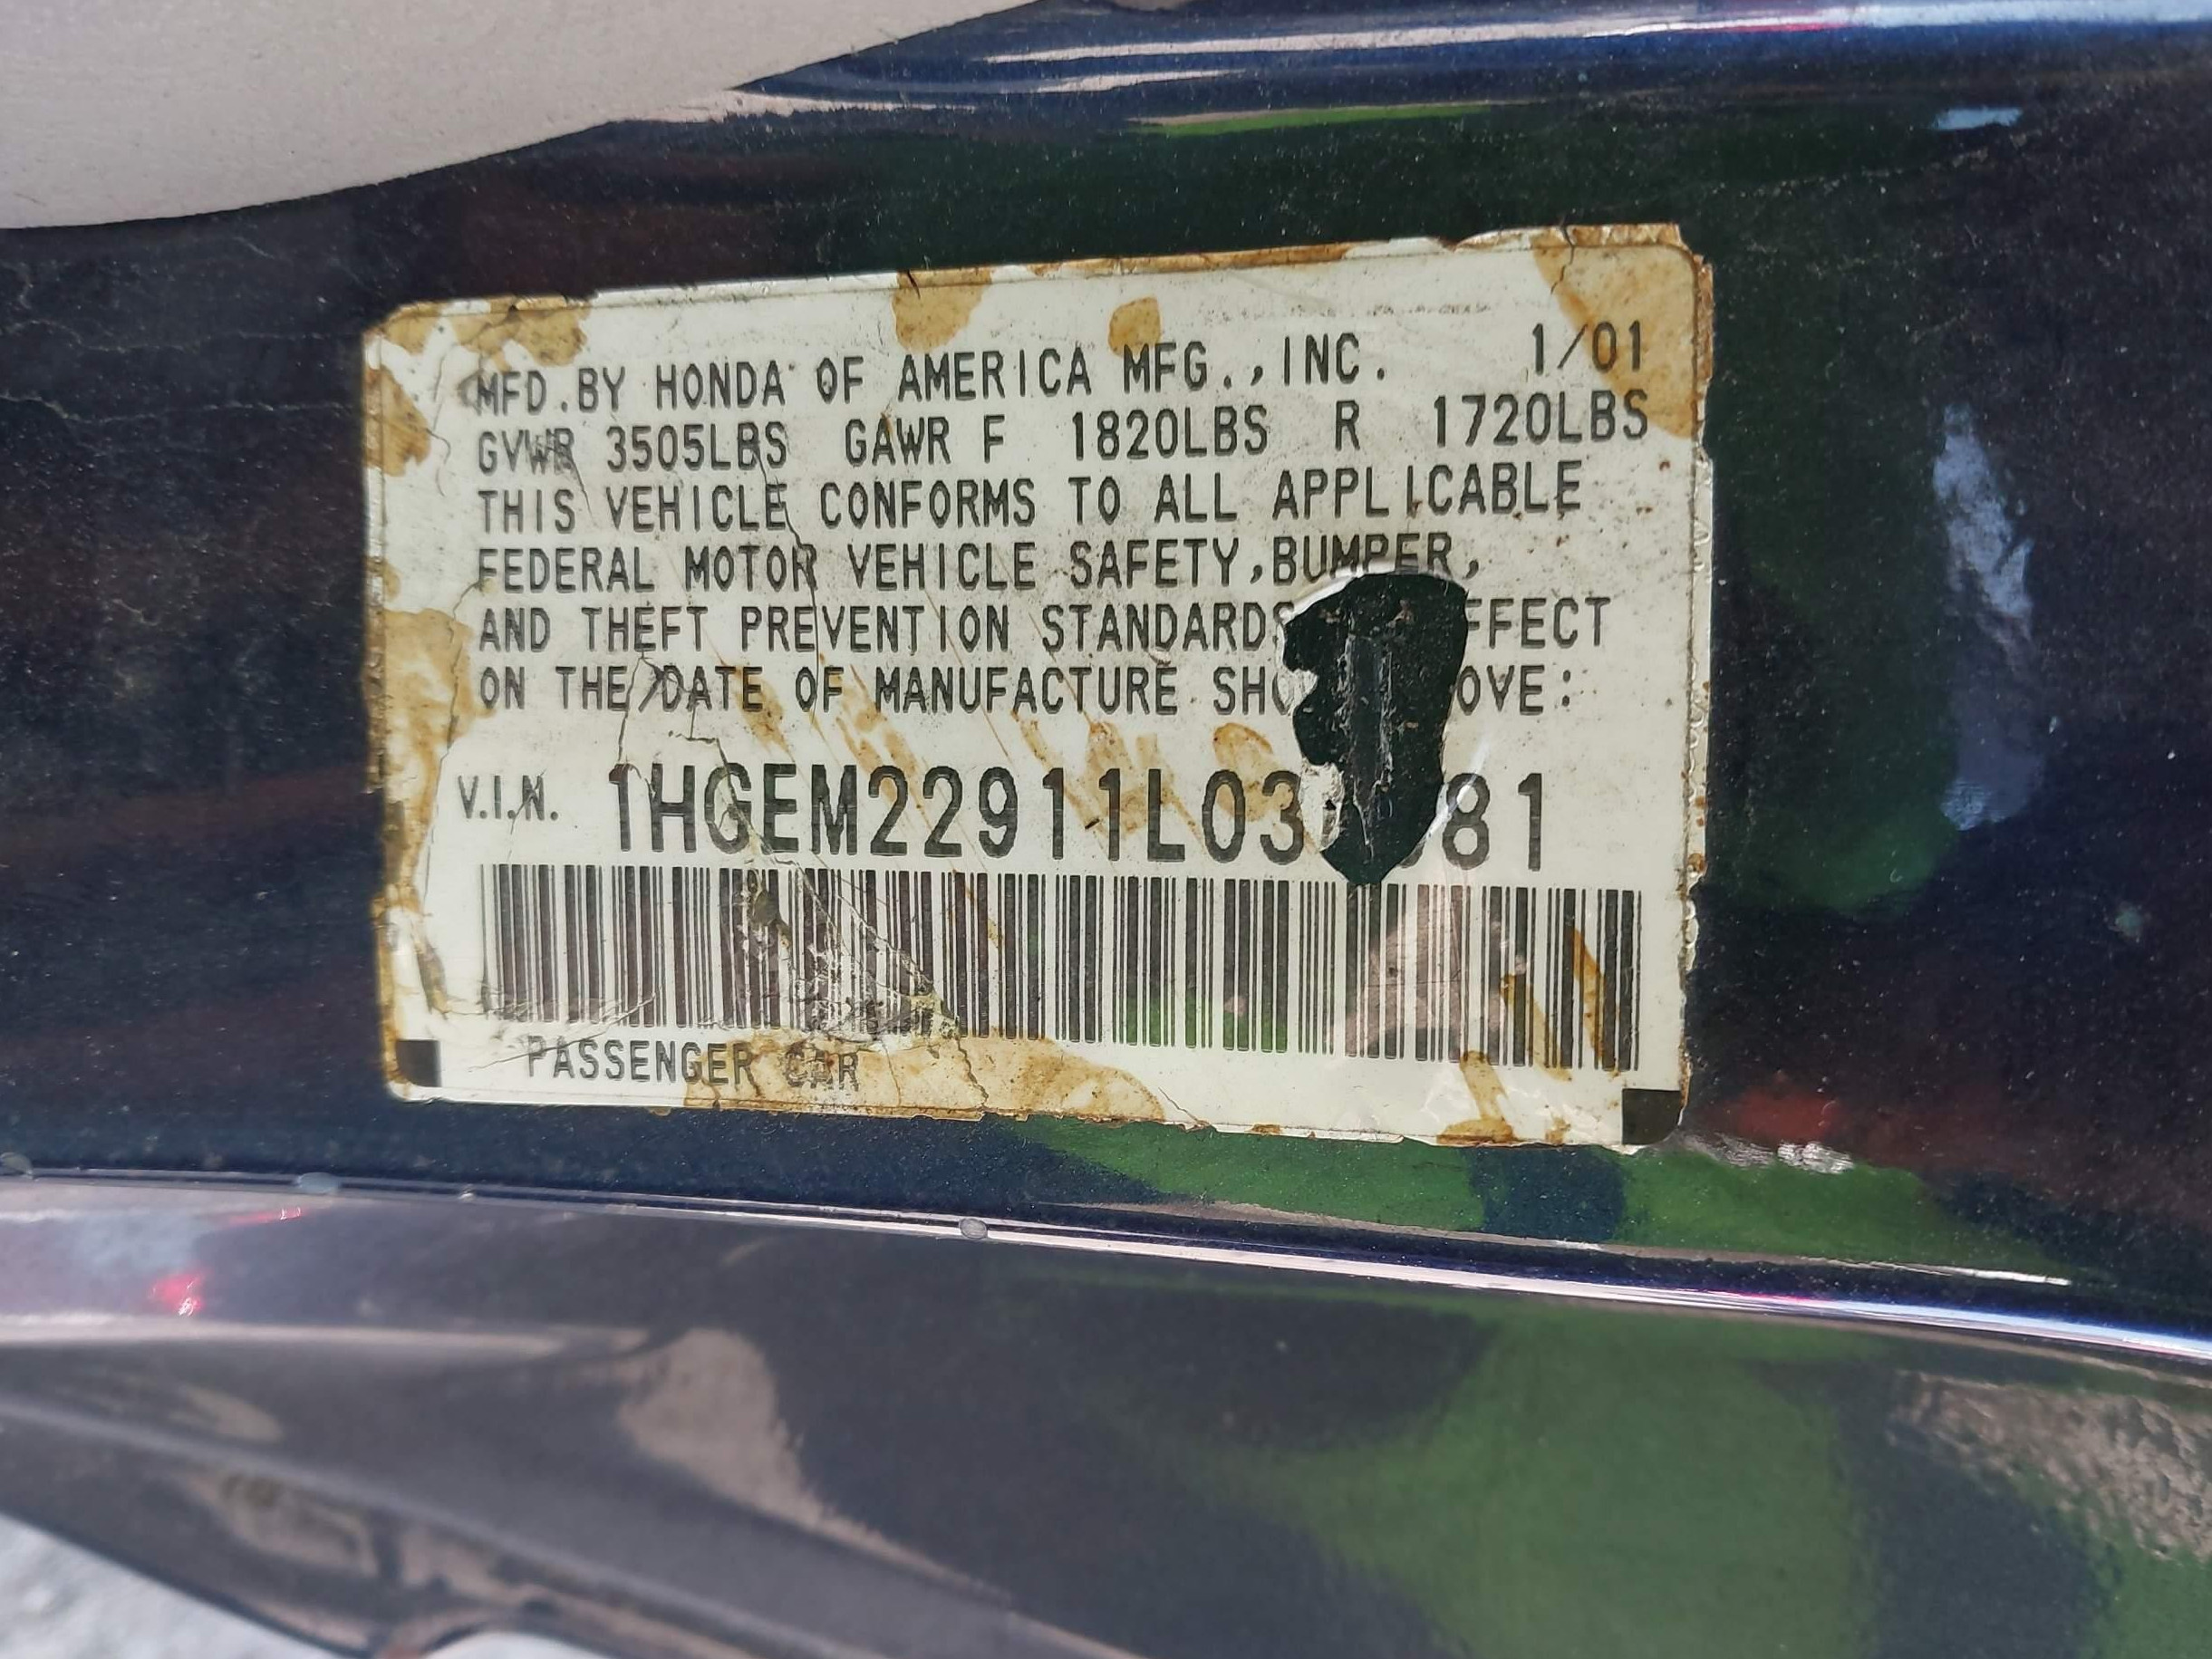 MFD.BY HONDA OF AMERICA MFG.,INC. 1/01
GVWR 3505LBS GAWR F 1820LBS R 1720LBS
THIS VEHICLE CONFORMS TO ALL APPLICABLE
FEDERAL MOTOR VEHICLE SAFETY,BUMPER,
AND THEFT PREVENTION STANDARDS
ON THE DATE OF MANUFACTURE
V.I.N.
PASSENGER CAR